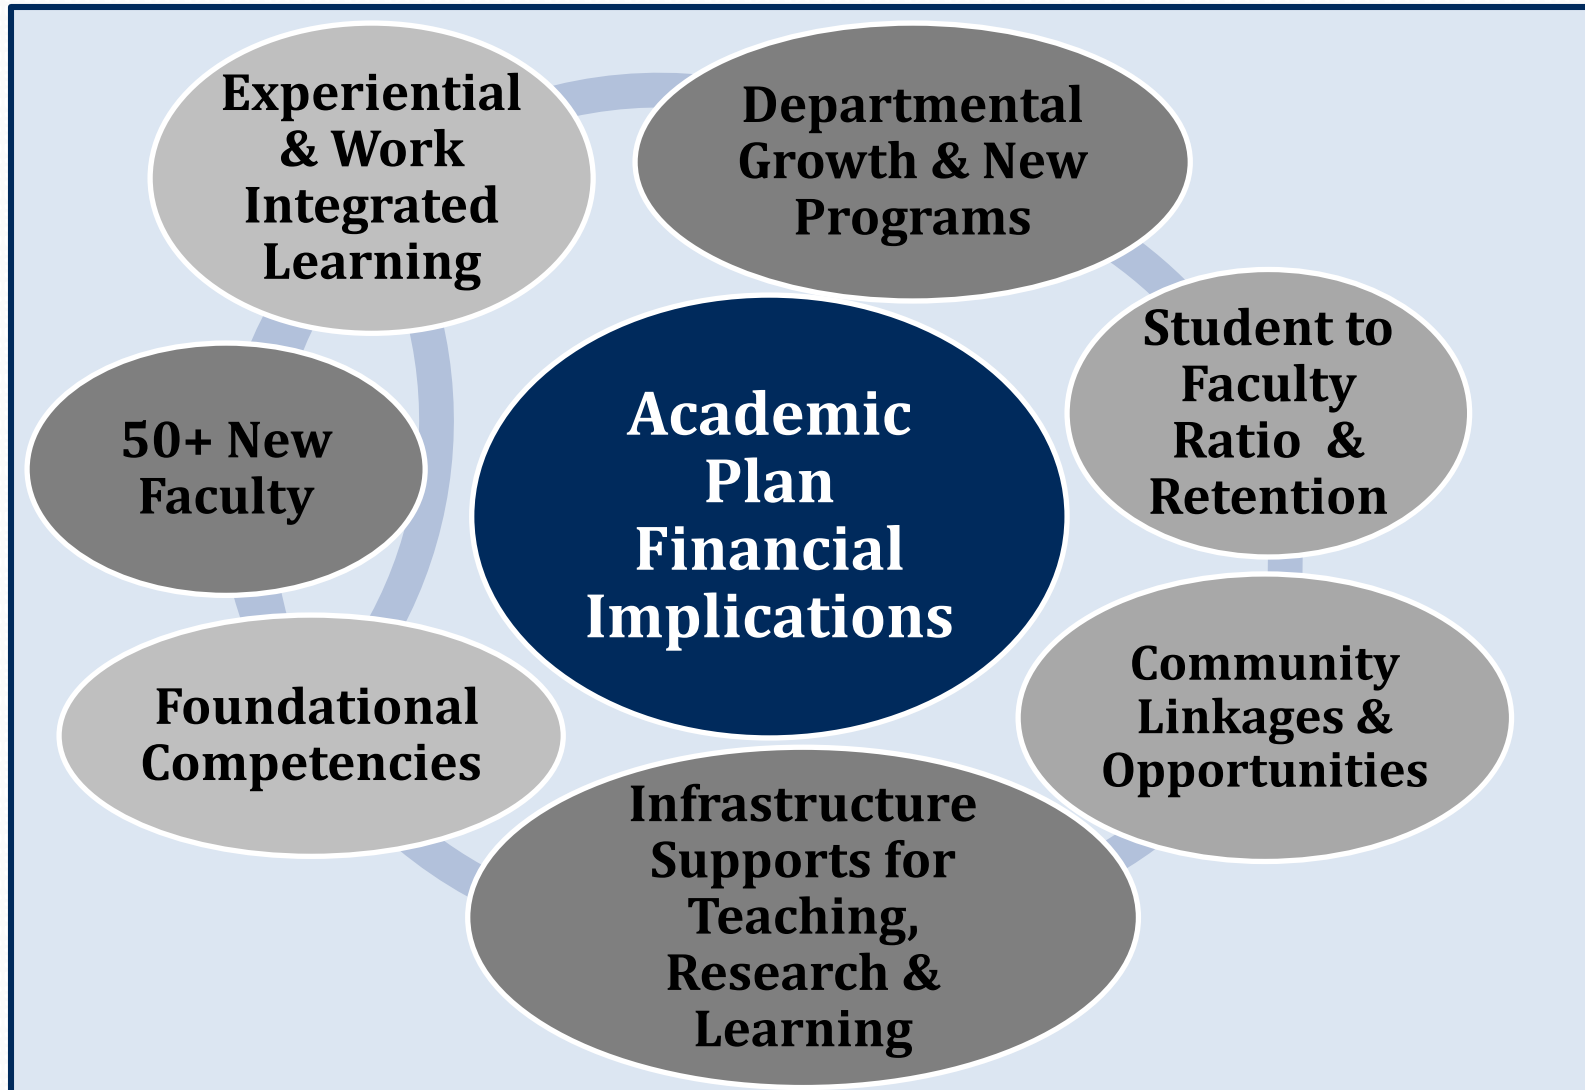 Experiential
& Work
Integrated
Learning
Departmental
Growth & New
Programs
Student to
Faculty
Ratio  &
Retention
Community
Linkages &
Opportunities
Infrastructure
Supports for
Teaching,
Research &
Learning
Foundational
Competencies
50+ New
Faculty
Academic
Plan
Financial
Implications